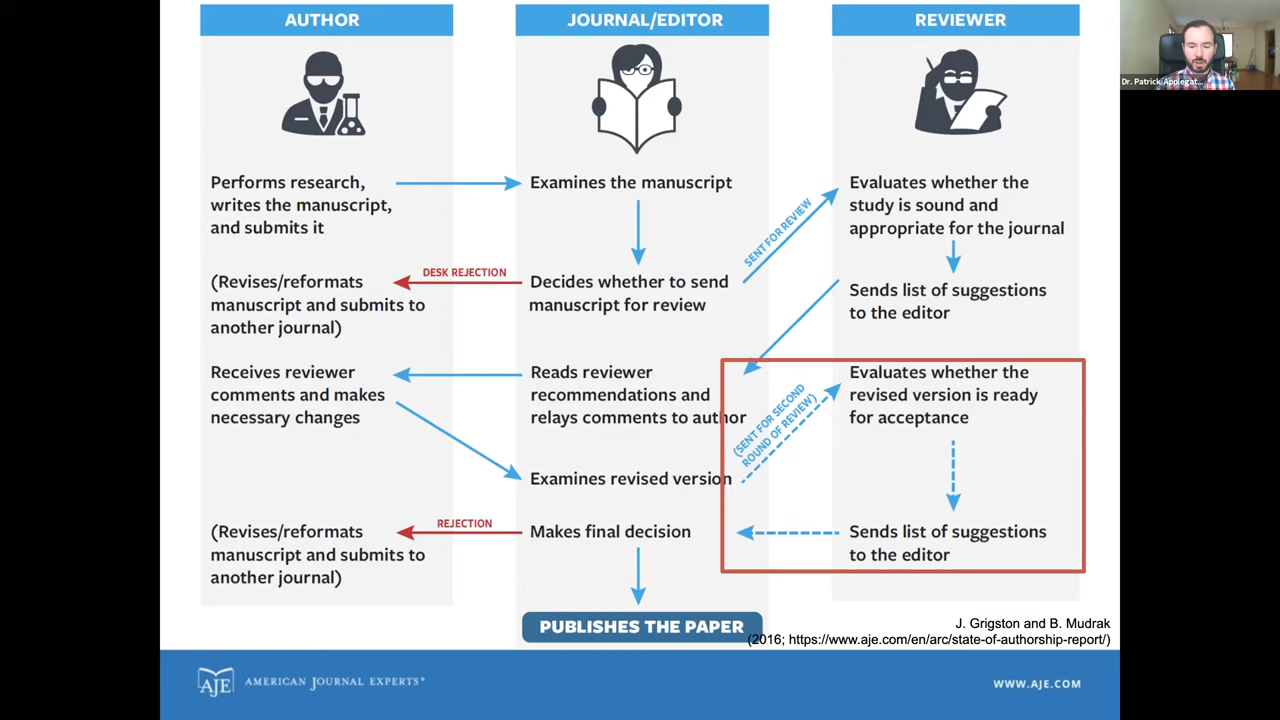 AUTHOR
JOURNAL/EDITOR
REVIEWER
Dr. Patrick Applegat...
Performs research,
writes the manuscript,
and submits it
Examines the manuscript
SENT FOR REVIEW
Evaluates whether the
study is sound and
appropriate for the journal
(Revises/reformats
manuscript and submits to
another journal)
DESK REJECTION
Decides whether to send
manuscript for review
Sends list of suggestions
to the editor
Receives reviewer
comments and makes
necessary changes
Reads reviewer
recommendations and
relays comments to author
(SENT FOR SECOND
ROUND OF REVIEW)
Evaluates whether the
revised version is ready
for acceptance
Examines revised version
(Revises/reformats
manuscript and submits to
another journal)
REJECTION
Makes final decision
Sends list of suggestions
to the editor
PUBLISHES THE PAPER
J. Grigston and B. Mudrak
(2016; https://www.aje.com/en/arc/state-of-authorship-report/)
AJE
AMERICAN JOURNAL EXPERTS
WWW.AJE.COM